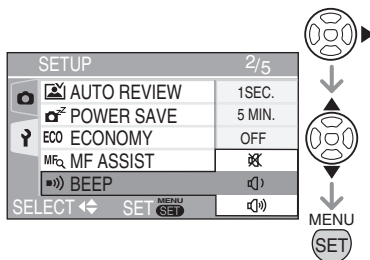 SETUP 2/5
AUTO REVIEW 1SEC.
POWER SAVE 5 MIN.
ECO ECONOMY OFF
MF MF ASSIST
BEEP
SELECT SET MENU SET
MENU
SET